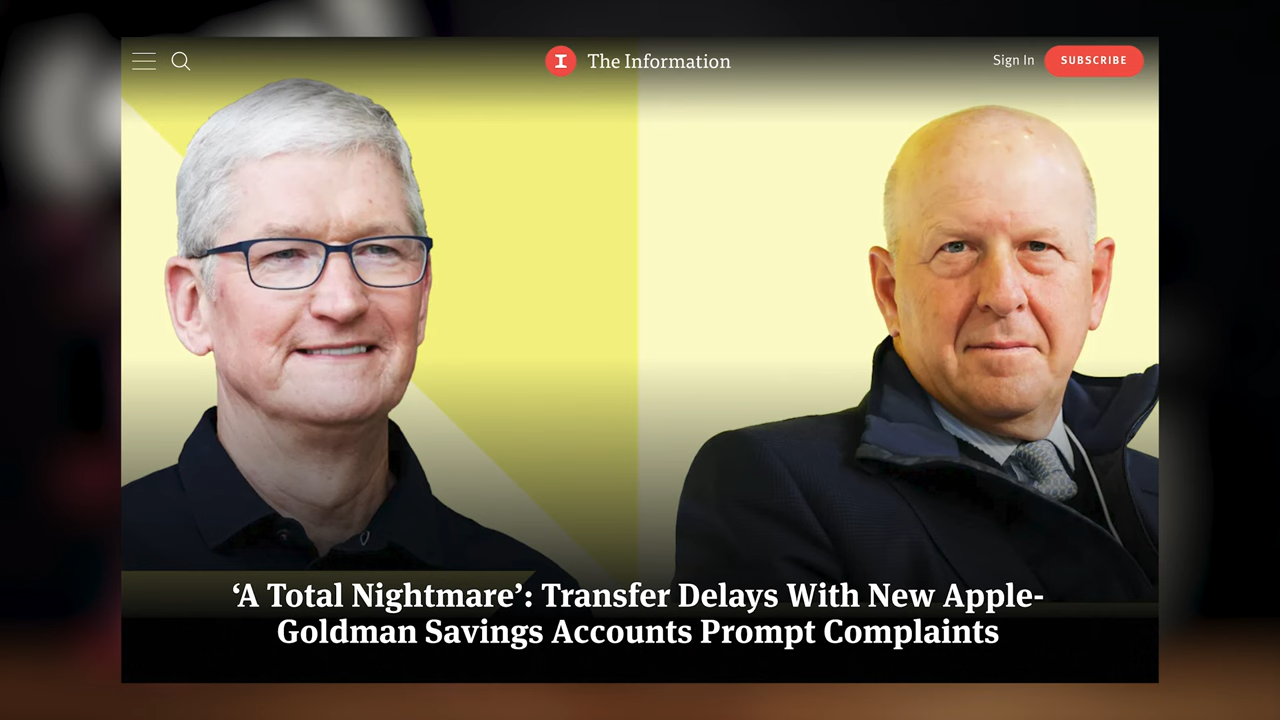 The Information
Sign In
SUBSCRIBE
‘A Total Nightmare’: Transfer Delays With New Apple-
Goldman Savings Accounts Prompt Complaints